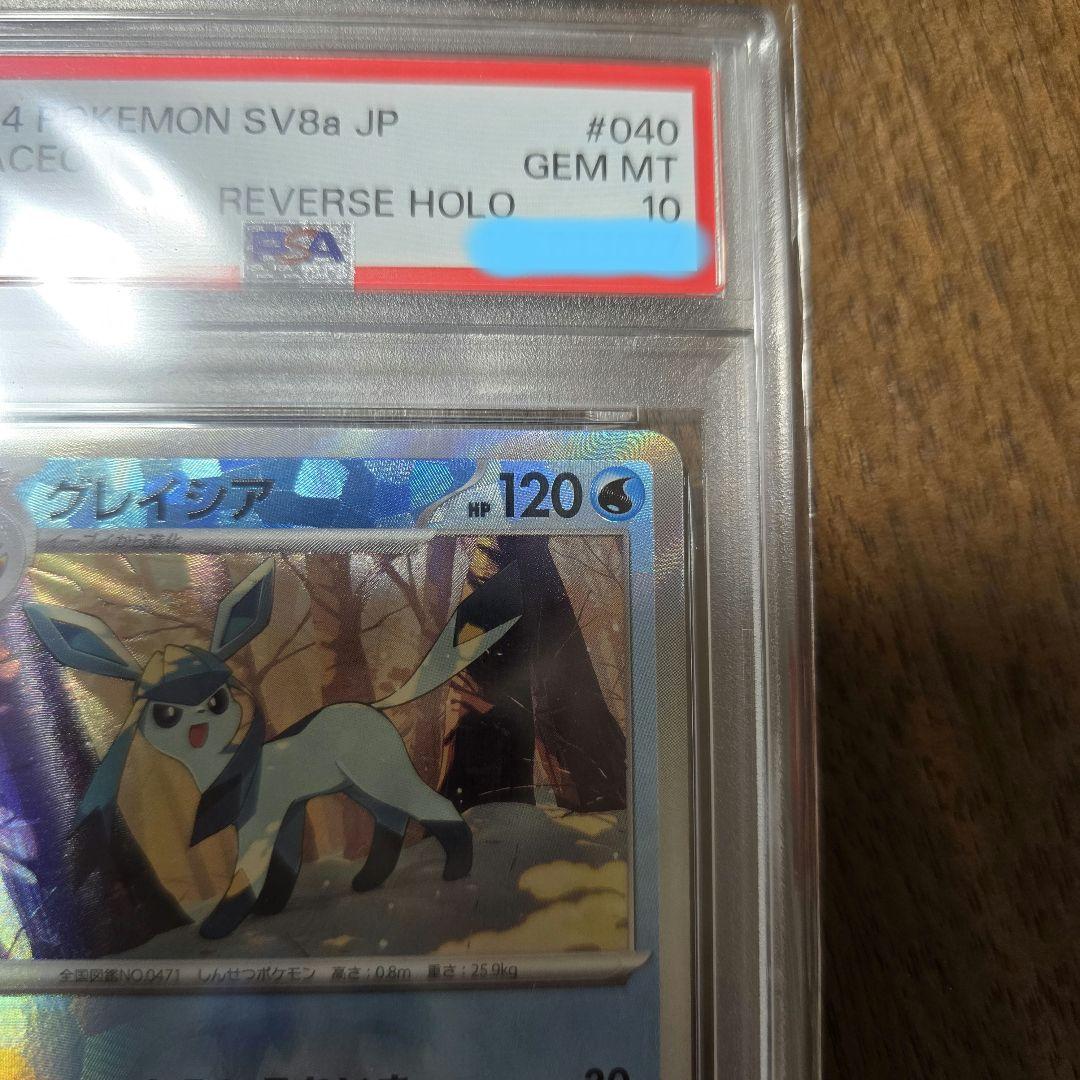 4 POKEMON SV8a JP #040
GEM MT
REVERSE HOLO 10
PSA
グレイシア HP 120
イーブイから進化
全国図鑑NO.0471 しんせつポケモン 高さ:0.8m 重さ:25.9kg